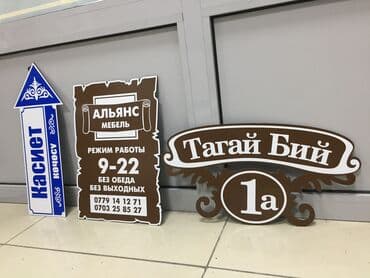 Касиет
КОЧОСУ
АЛЬЯНС
МЕБЕЛЬ
РЕЖИМ РАБОТЫ
9-22
БЕЗ ОБЕДА
БЕЗ ВЫХОДНЫХ
0779 14 12 71
0703 25 85 27
Тагай Бий
1а